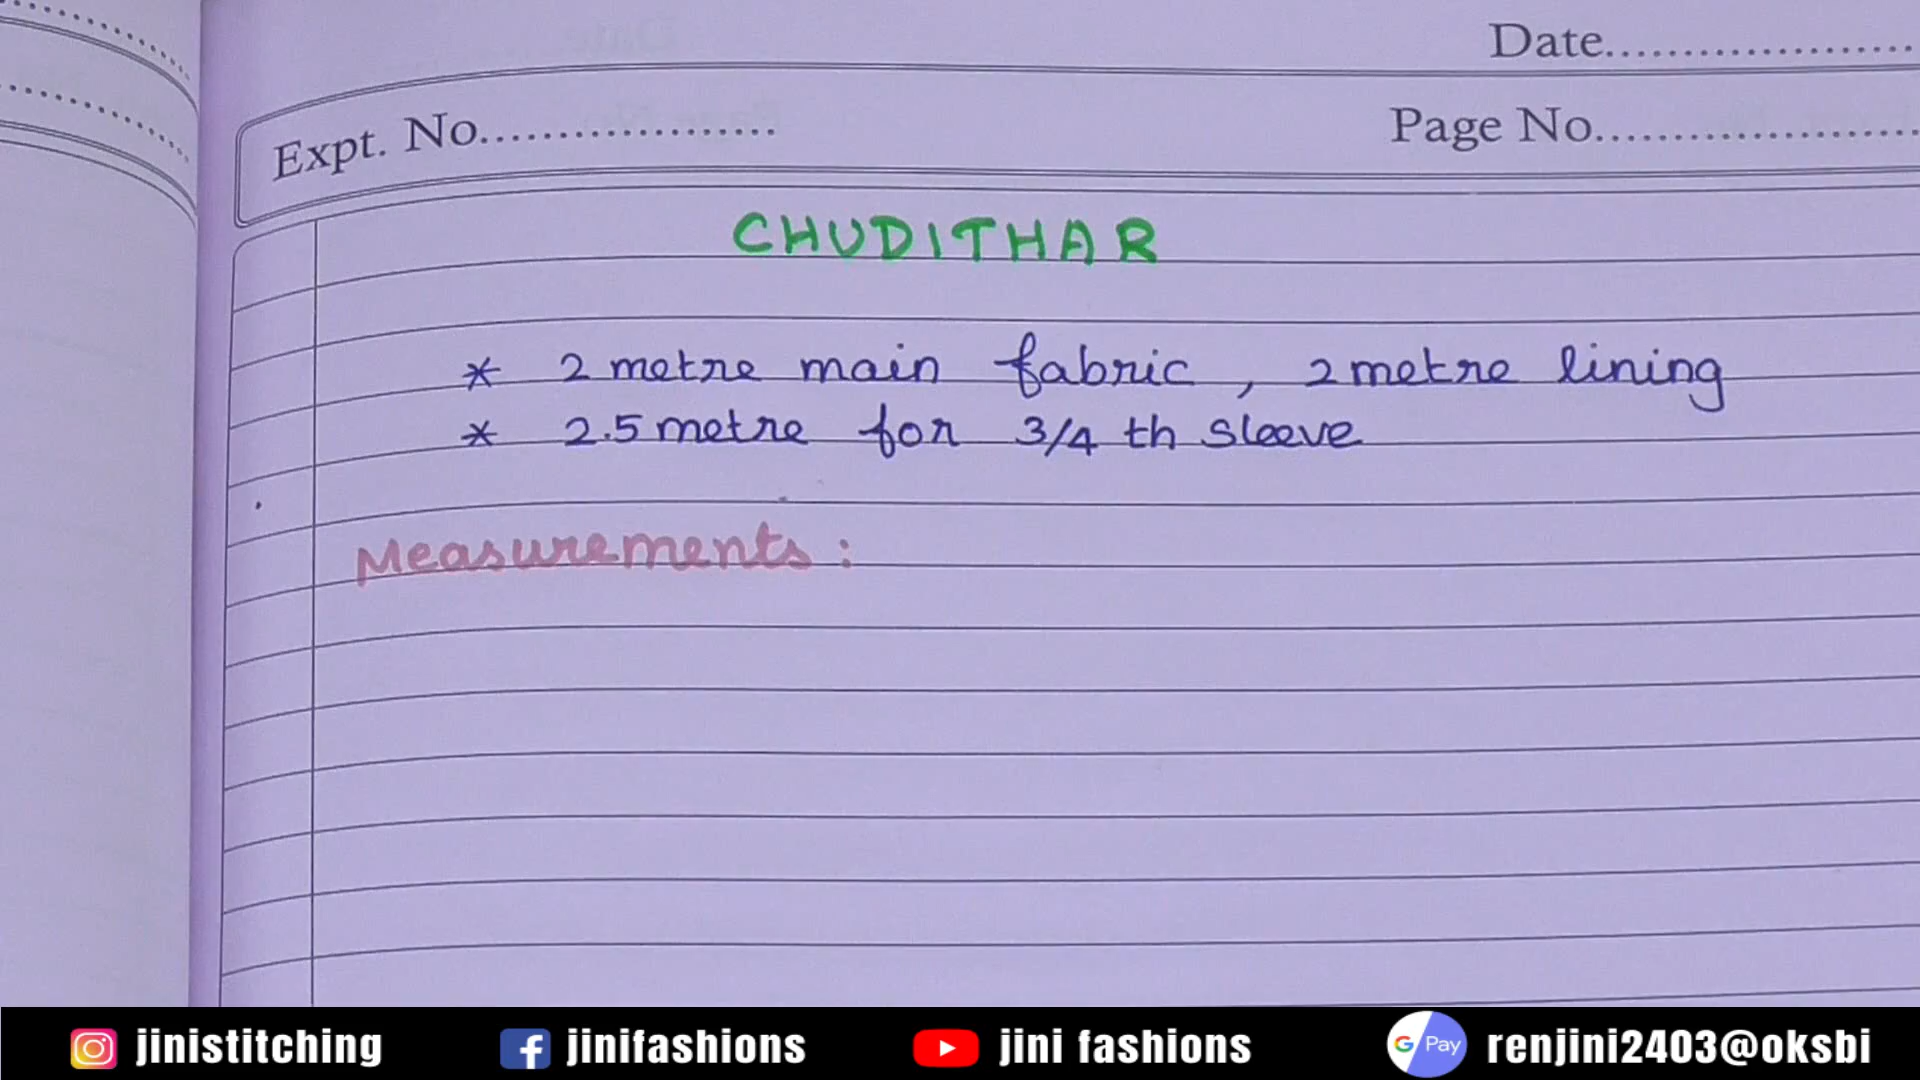 Date....................
Expt. No...................
Page No.....................
CHUDITHAR
* 2 metre main fabric, 2 metre lining
* 2.5 metre for 3/4 th sleeve
Measurements :
jinistitching jinifashions jini fashions G Pay renjini2403@oksbi